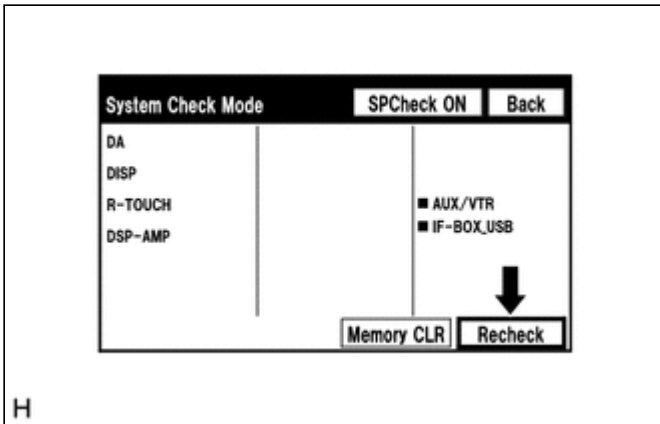 System Check Mode SPCheck ON Back
DA
DISP
R-TOUCH
DSP-AMP
■ AUX/VTR
■ IF-BOX_USB
Memory CLR Recheck
H